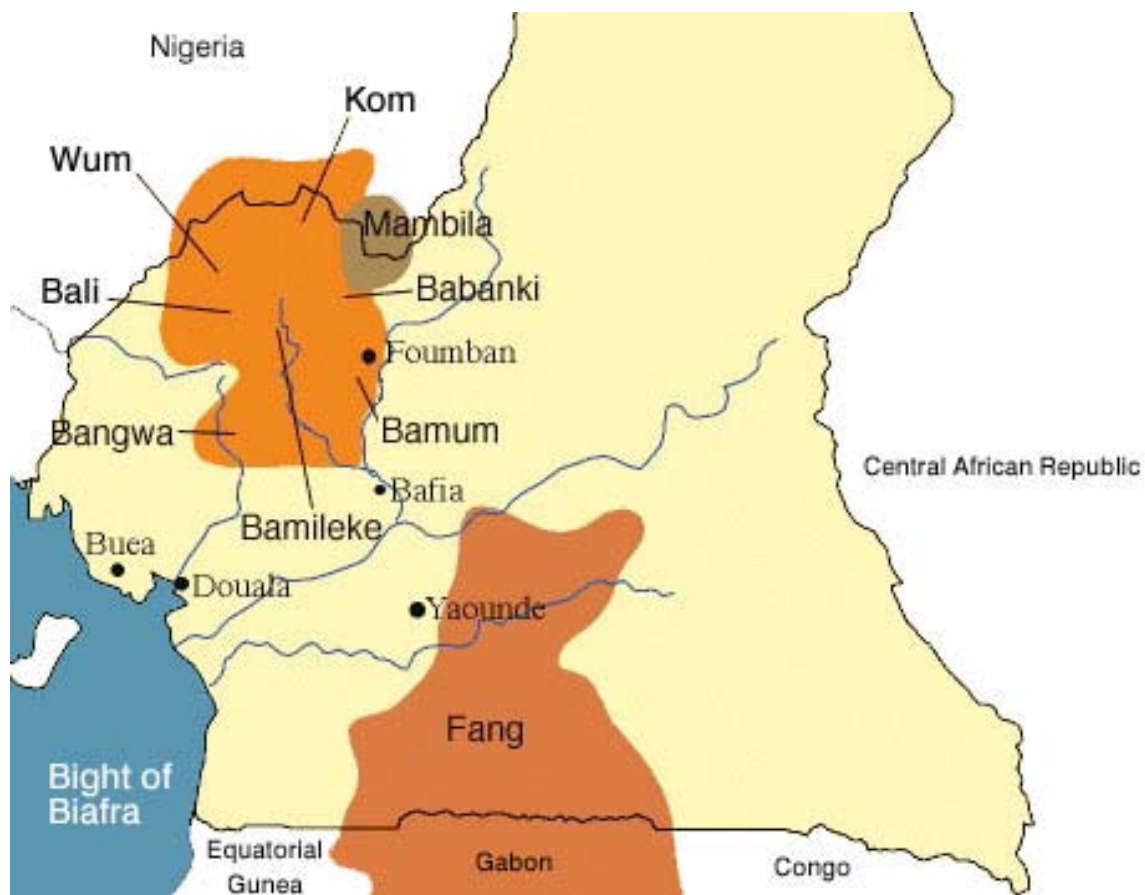 Nigeria
Kom
Wum
Mambila
Bali
Babanki
Foumban
Bangwa
Bamum
Central African Republic
Bafia
Bamileke
Buea
Douala
Yaounde
Fang
Bight of
Biafra
Equatorial
Gunea
Gabon
Congo